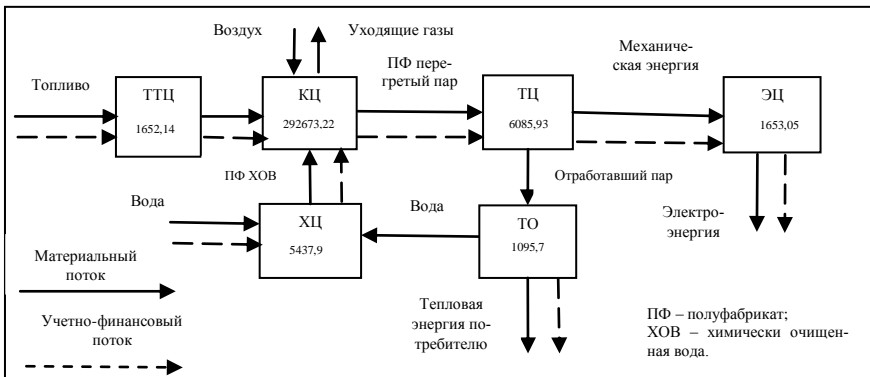 Воздух
Уходящие газы
Топливо
ТТЦ
1652,14
КЦ
292673,22
ПФ пере-
гретый пар
ТЦ
6085,93
Механиче-
ская энергия
ЭЦ
1653,05
ПФ ХОВ
Отработавший пар
Вода
ХЦ
5437,9
Вода
ТО
1095,7
Электро-
энергия
Материальный
поток
Учетно-финансовый
поток
Тепловая
энергия по-
требителю
ПФ – полуфабрикат;
ХОВ – химически очищен-
ная вода.